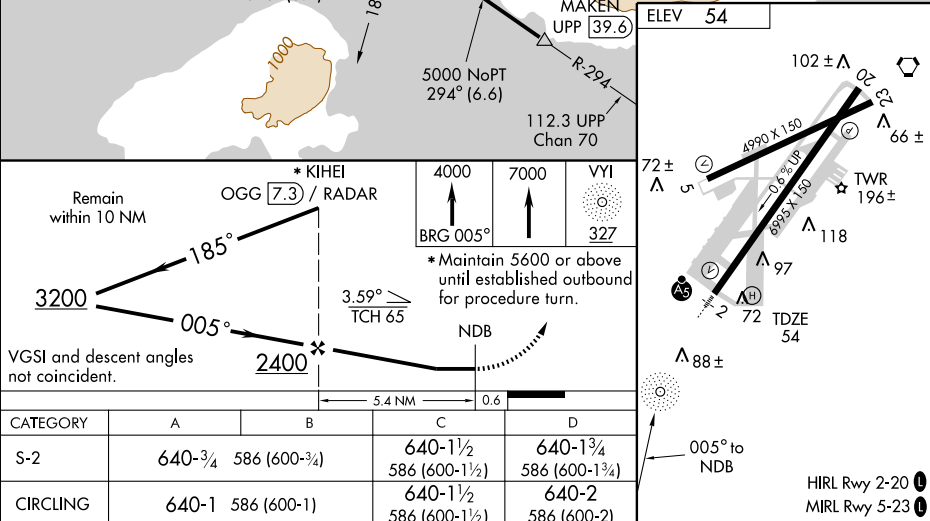 18
MAKEN
UPP 39.6
1000
R-294
5000 NoPT
294° (6.6)
112.3 UPP
Chan 70
* KIHEI
OGG 7.3 / RADAR
Remain
within 10 NM
185°
3200
005°
2400
VGSI and descent angles
not coincident.
3.59°
TCH 65
4000
BRG 005°
7000
VYI
327
* Maintain 5600 or above
until established outbound
for procedure turn.
NDB
5.4 NM
0.6
CATEGORY A B C D
S-2 640-¾ 586 (600-¾) 640-1½ 586 (600-1½) 640-1¾ 586 (600-1¾)
CIRCLING 640-1 586 (600-1) 640-1½ 586 (600-1½) 640-2 586 (600-2)
ELEV 54
102 ±
20
23
66 ±
4990 X 150
P
72 ±
V
5
0.6% UP
6995 X 150
TWR
196 ±
118
97
V
A5
H
2
72
TDZE
54
88 ±
005° to
NDB
HIRL Rwy 2-20 L
MIRL Rwy 5-23 L